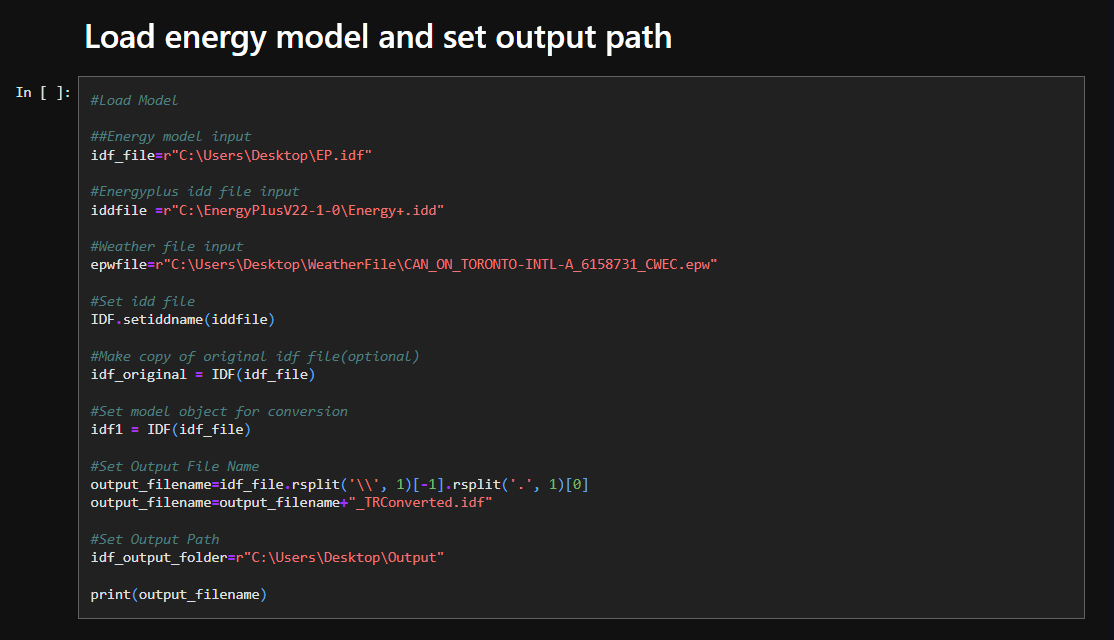 Load energy model and set output path
In [ ]:
#Load Model
##Energy model input
idf_file=r"C:\Users\Desktop\EP.idf"
#Energyplus idd file input
iddfile =r"C:\EnergyPlusV22-1-0\Energy+.idd"
#Weather file input
epwfile=r"C:\Users\Desktop\WeatherFile\CAN_ON_TORONTO-INTL-A_6158731_CWEC.epw"
#Set idd file
IDF.setiddname(iddfile)
#Make copy of original idf file(optional)
idf_original = IDF(idf_file)
#Set model object for conversion
idf1 = IDF(idf_file)
#Set Output File Name
output_filename=idf_file.rsplit('\\', 1)[-1].rsplit('.', 1)[0]
output_filename=output_filename+"_TRConverted.idf"
#Set Output Path
idf_output_folder=r"C:\Users\Desktop\Output"
print(output_filename)